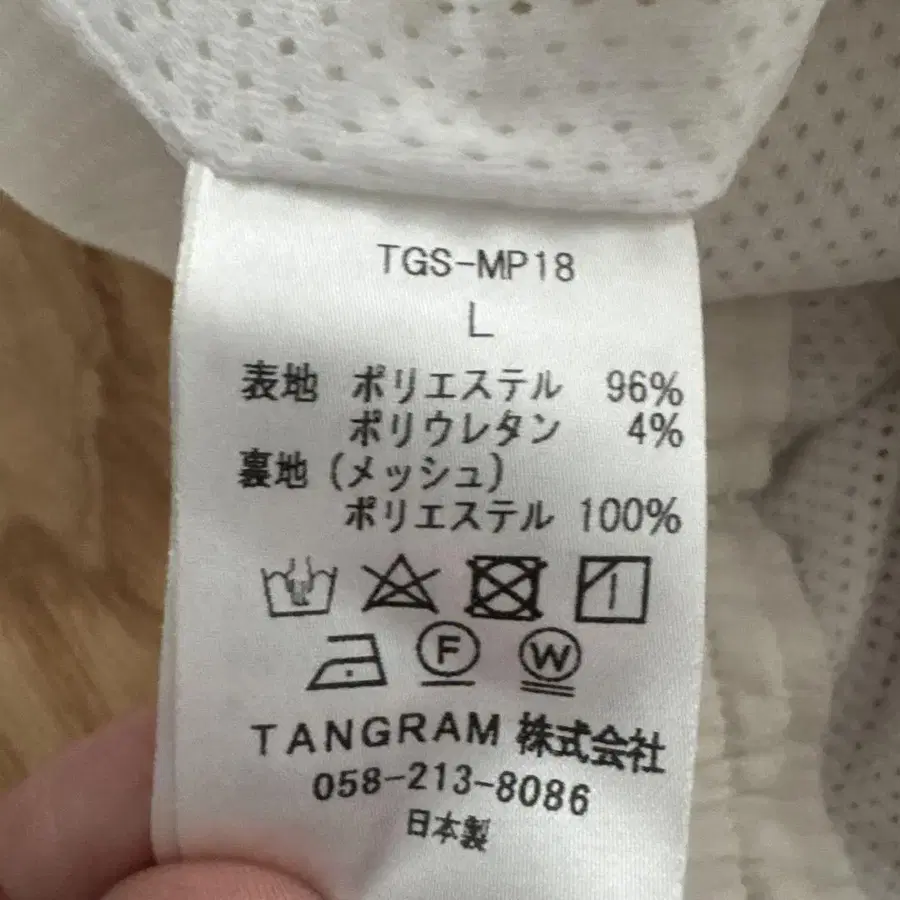 TGS-MP18
L
表地 ポリエステル 96%
ポリウレタン 4%
裏地 (メッシュ)
ポリエステル 100%
F W
TANGRAM 株式会社
058-213-8086
日本製